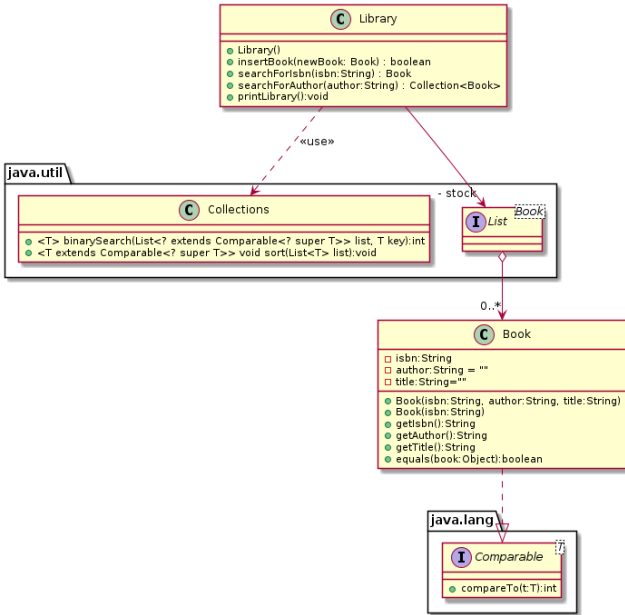 C Library
Library()
insertBook(newBook: Book) : boolean
searchForIsbn(isbn:String) : Book
searchForAuthor(author:String) : Collection<Book>
printLibrary():void
«use»
java.util
- stock
C Collections
<T> binarySearch(List<? extends Comparable<? super T>> list, T key):int
<T extends Comparable<? super T>> void sort(List<T> list):void
Book
I List
0..*
C Book
isbn:String
author:String = ""
title:String=""
Book(isbn:String, author:String, title:String)
Book(isbn:String)
getIsbn():String
getAuthor():String
getTitle():String
equals(book:Object):boolean
java.lang
T
I Comparable
compareTo(t:T):int